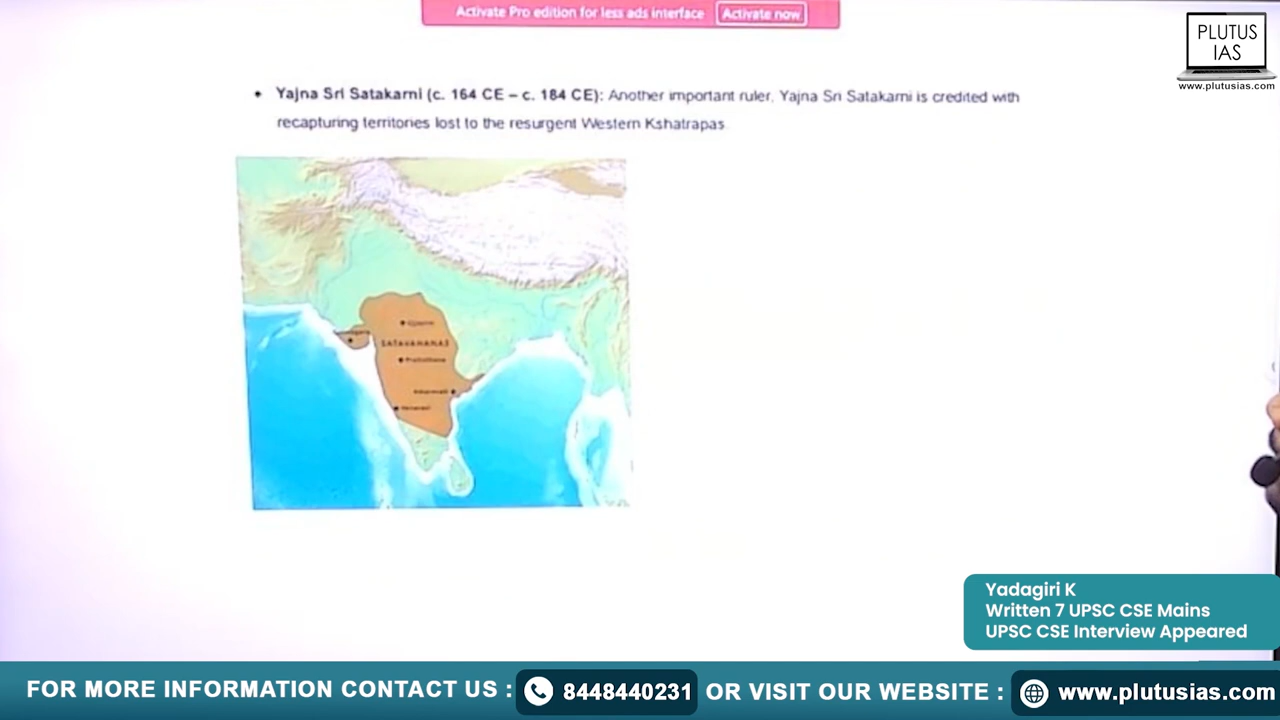 Activate Pro edition for less ads interface Activate now
PLUTUS
IAS
www.plutusias.com
• Yajna Sri Satakarni (c. 164 CE – c. 184 CE): Another important ruler, Yajna Sri Satakarni is credited with
recapturing territories lost to the resurgent Western Kshatrapas
SATAVAHANAS
Yadagiri K
Written 7 UPSC CSE Mains
UPSC CSE Interview Appeared
FOR MORE INFORMATION CONTACT US : 8448440231 OR VISIT OUR WEBSITE : www.plutusias.com